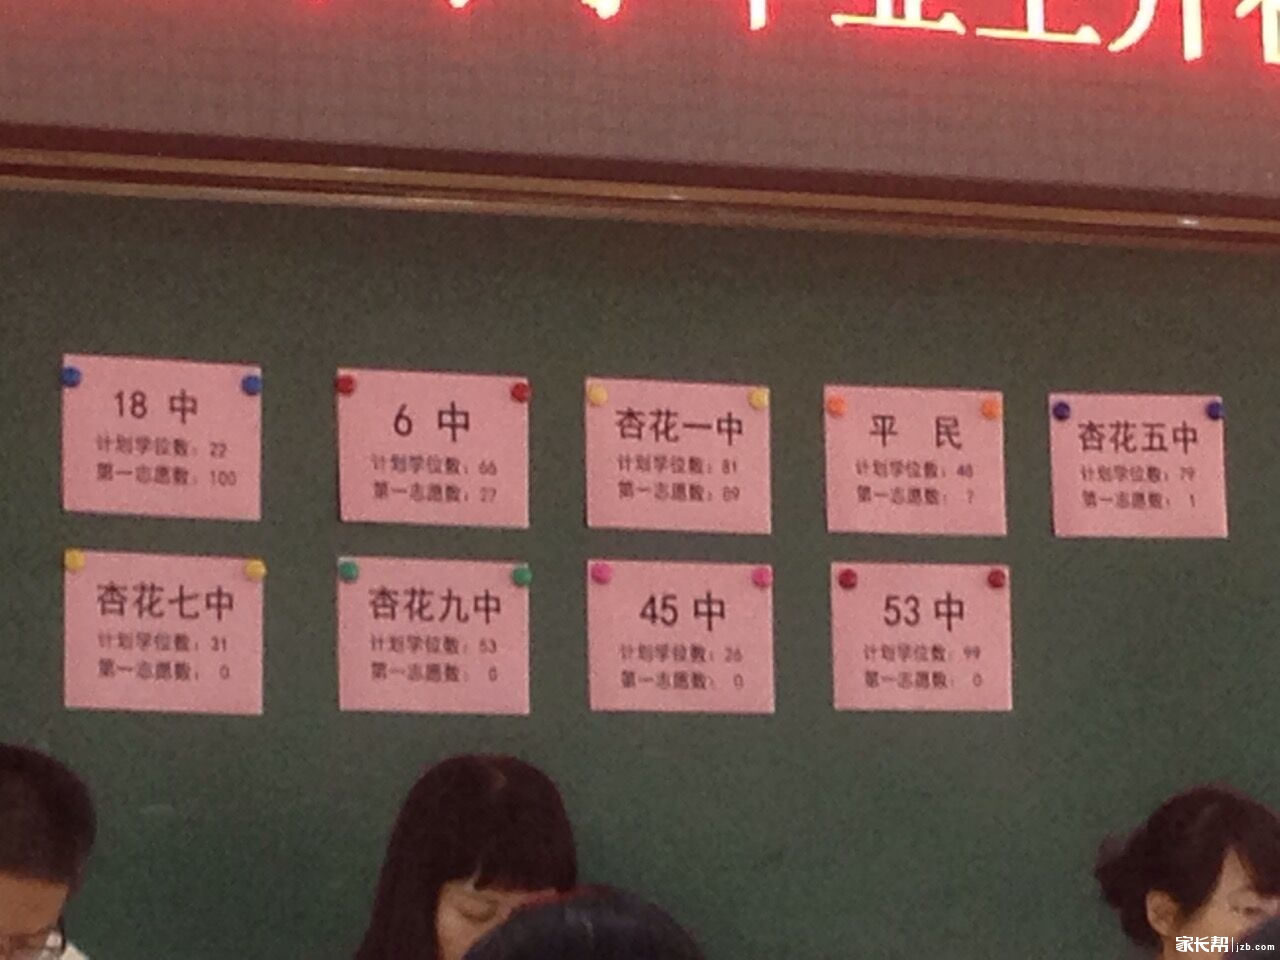 业生升
18 中
计划学位数：22
第一志愿数：100
6 中
计划学位数：66
第一志愿数：27
杏花一中
计划学位数：81
第一志愿数：89
平 民
计划学位数：48
第一志愿数：7
杏花五中
计划学位数：79
第一志愿数：1
杏花七中
计划学位数：31
第一志愿数：0
杏花九中
计划学位数：53
第一志愿数：0
45 中
计划学位数：26
第一志愿数：0
53 中
计划学位数：99
第一志愿数：0
家长帮 jzb.com